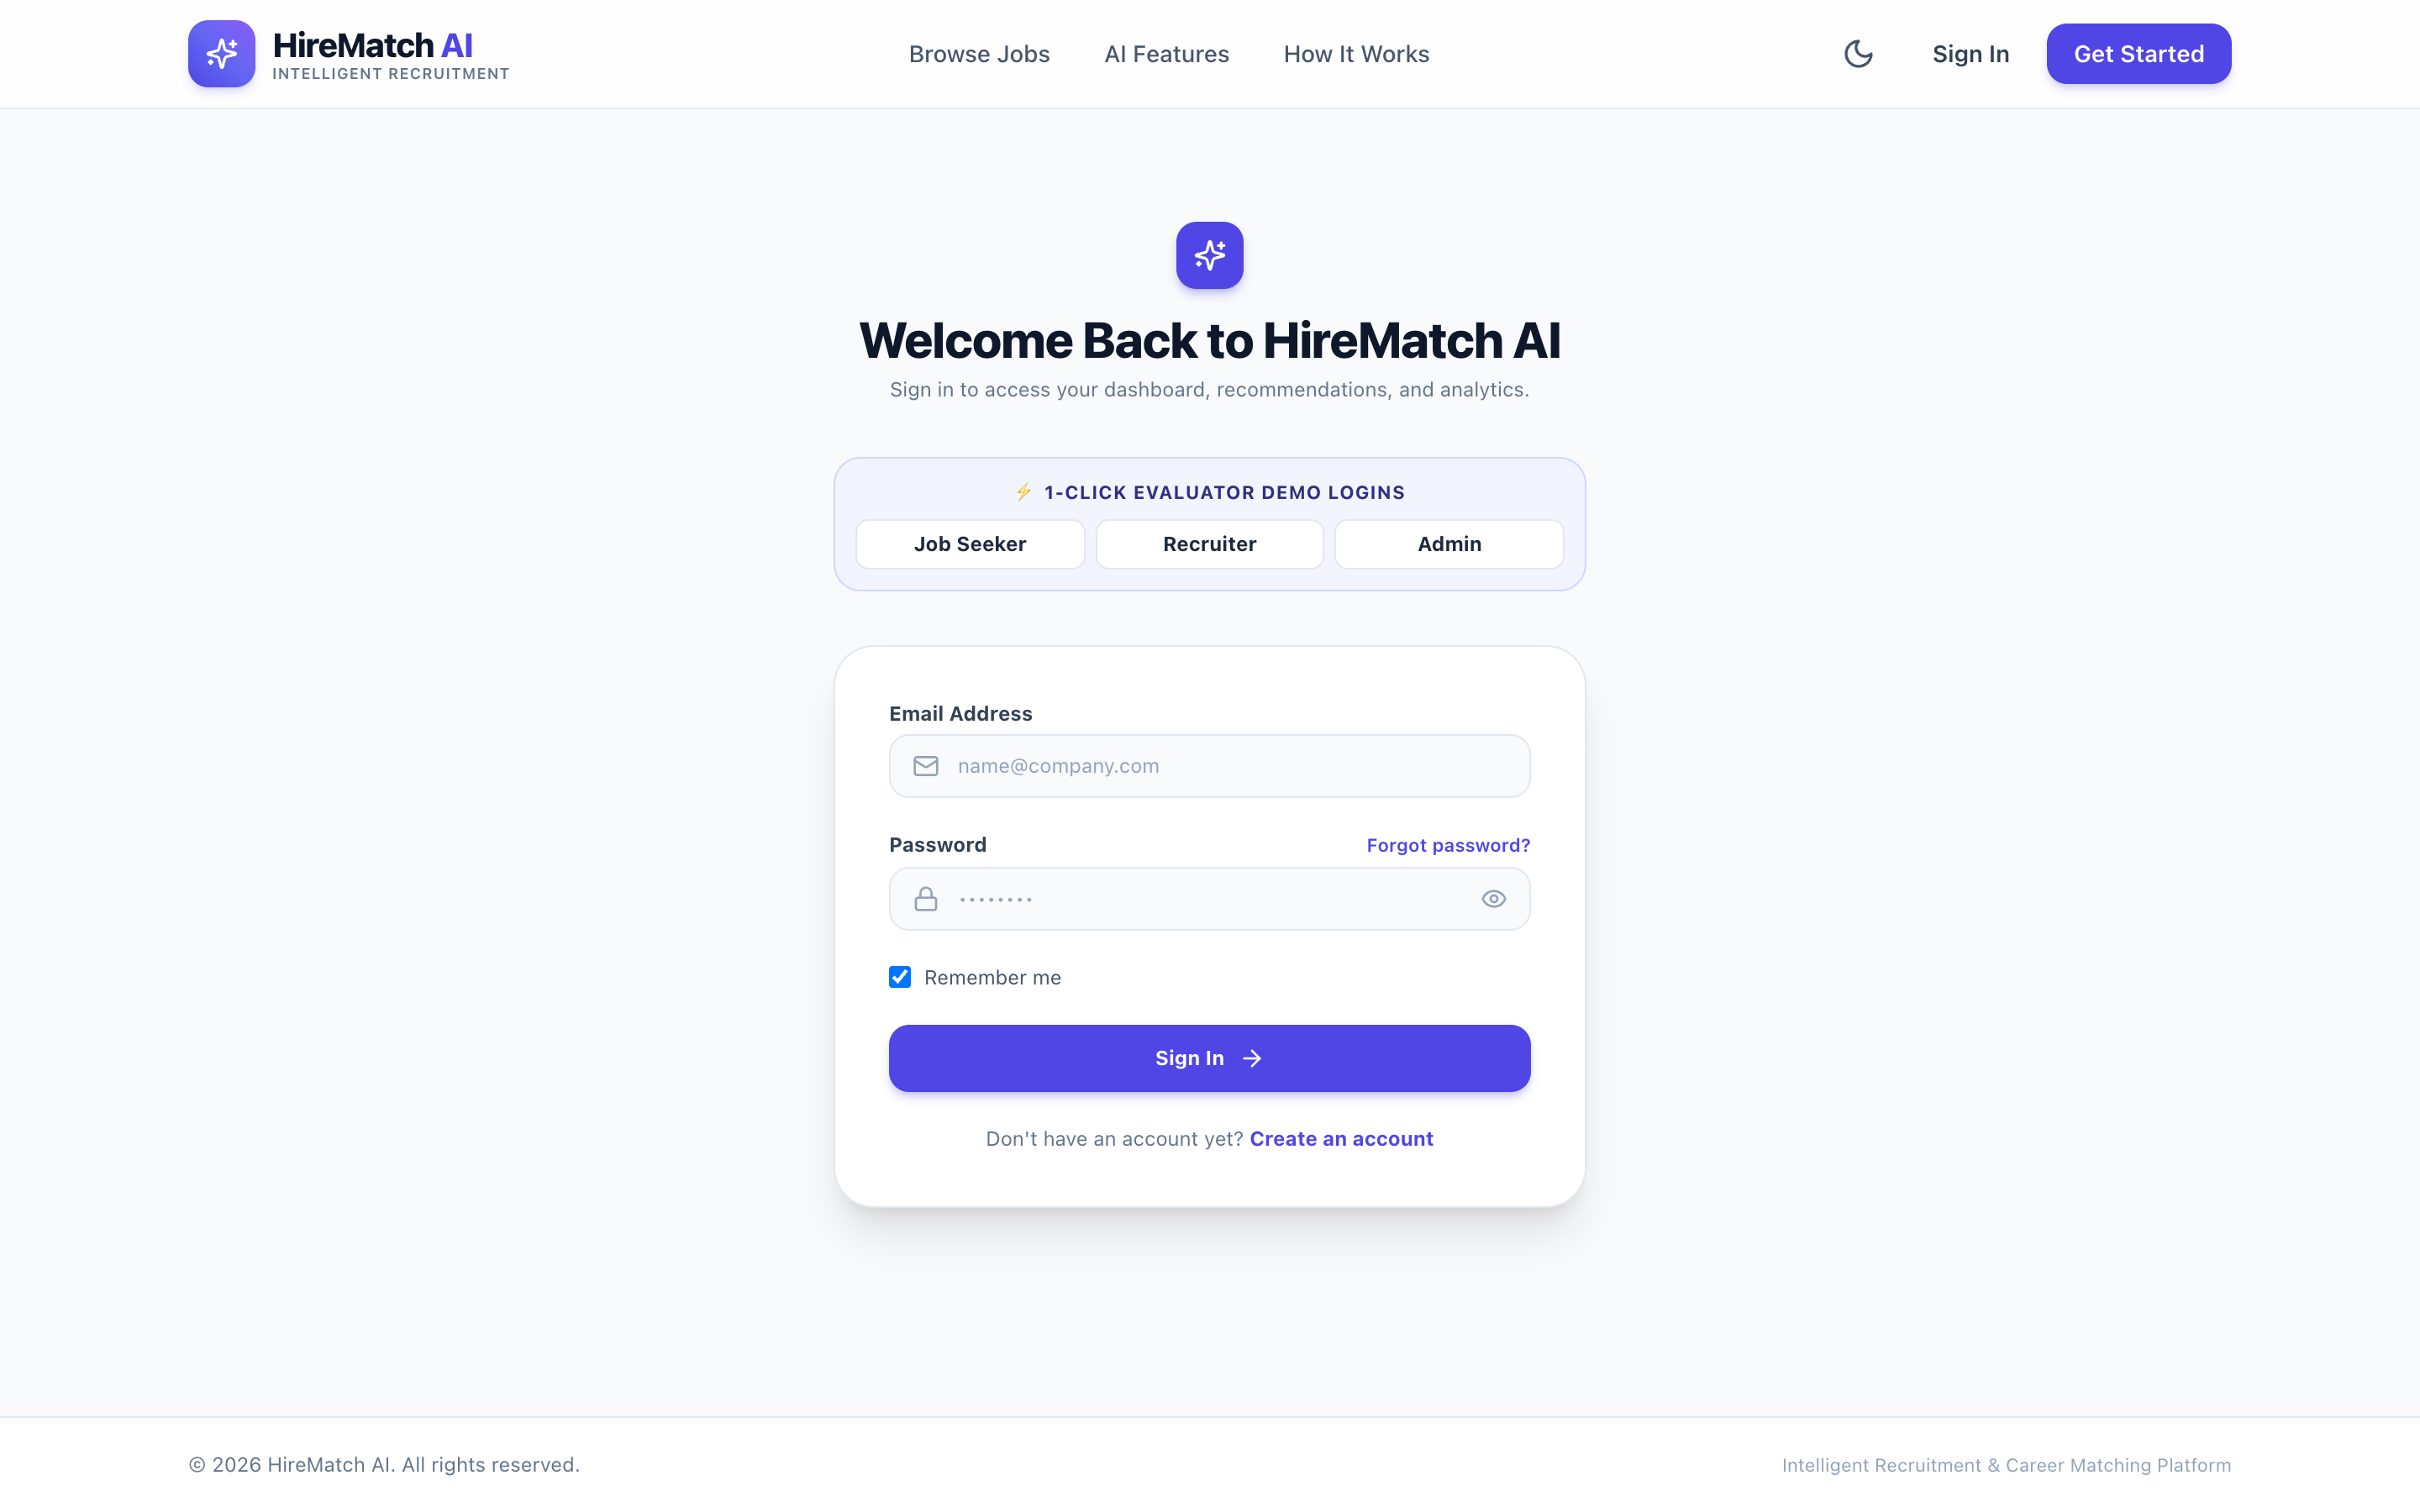 HireMatch AI
INTELLIGENT RECRUITMENT
Browse Jobs
AI Features
How It Works
Sign In
Get Started
Welcome Back to HireMatch AI
Sign in to access your dashboard, recommendations, and analytics.
⚡ 1-CLICK EVALUATOR DEMO LOGINS
Job Seeker
Recruiter
Admin
Email Address
name@company.com
Password
Forgot password?
••••••••
Remember me
Sign In →
Don't have an account yet? Create an account
© 2026 HireMatch AI. All rights reserved.
Intelligent Recruitment & Career Matching Platform